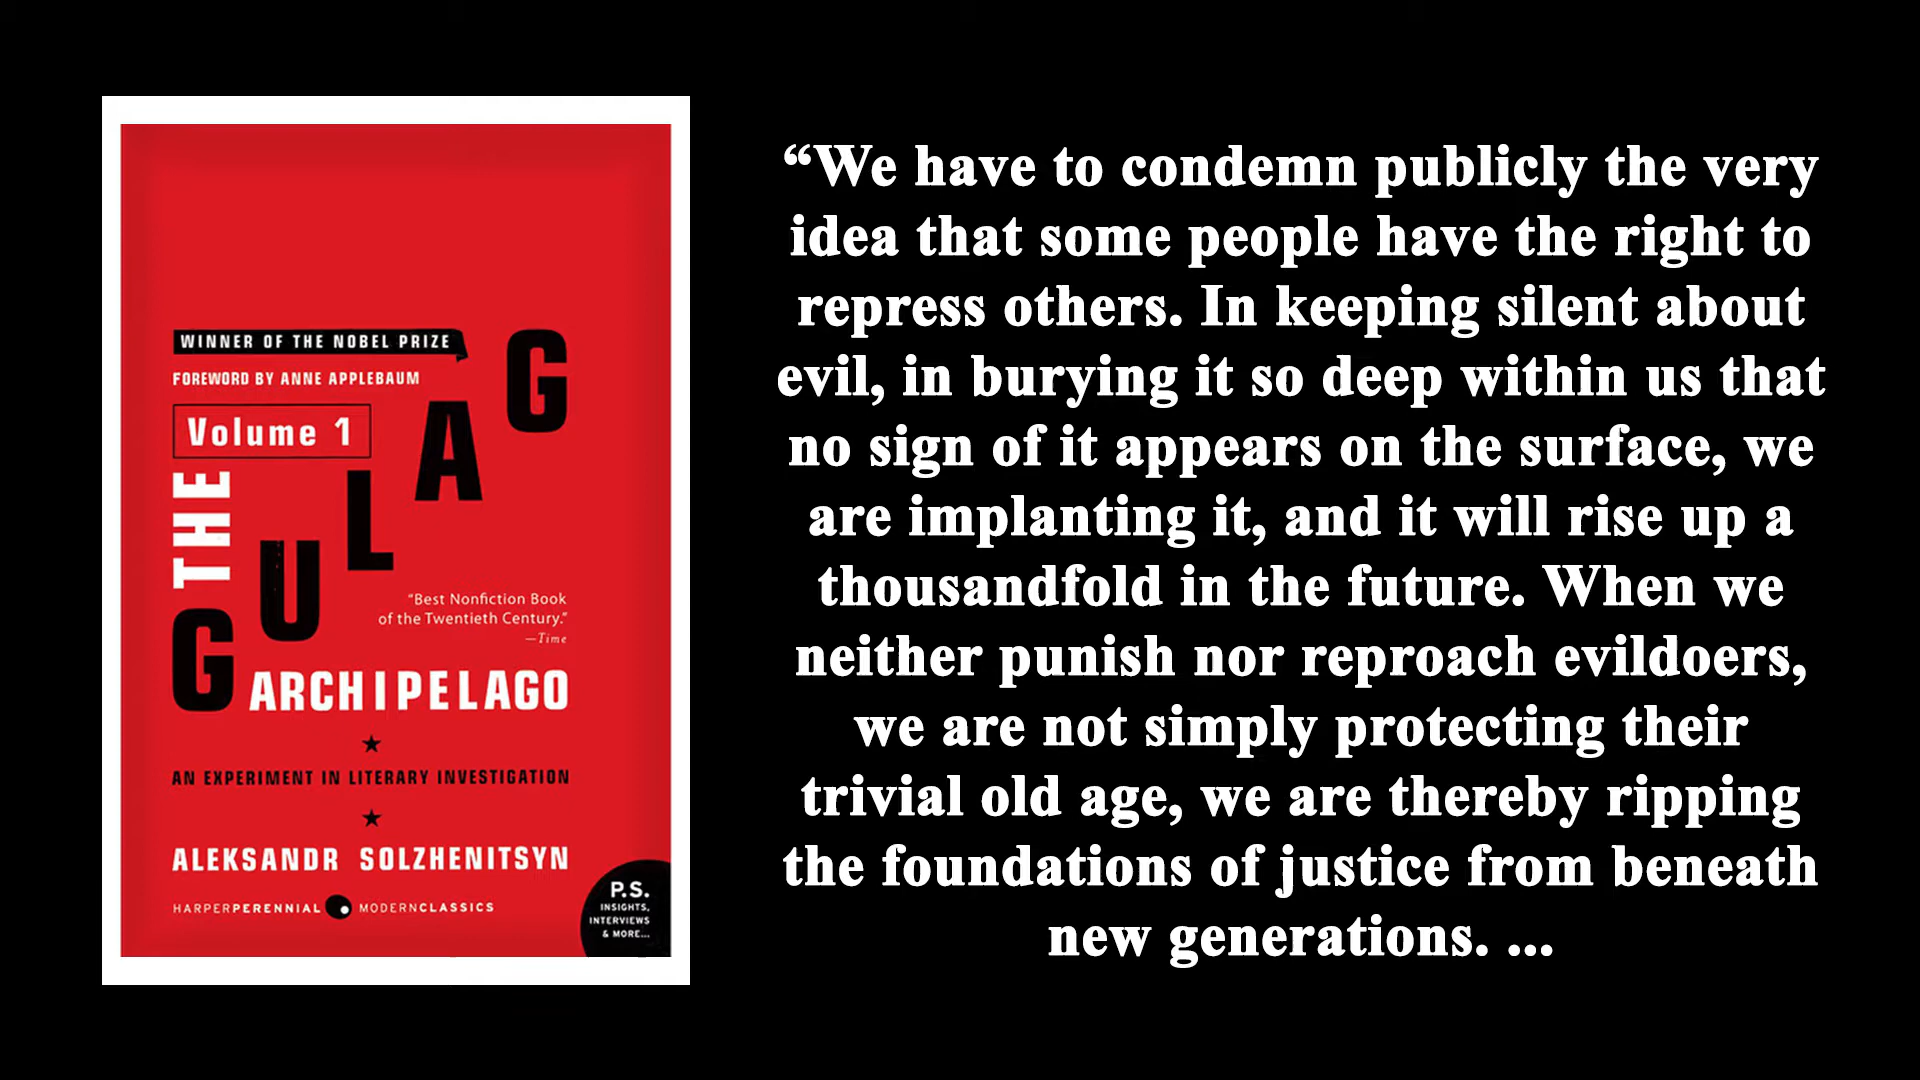 WINNER OF THE NOBEL PRIZE
FOREWORD BY ANNE APPLEBAUM
Volume 1
THE
GULAG
"Best Nonfiction Book
of the Twentieth Century."
—Time
ARCHIPELAGO
AN EXPERIMENT IN LITERARY INVESTIGATION
ALEKSANDR SOLZHENITSYN
HARPERPERENNIAL MODERNCLASSICS
P.S.
INSIGHTS,
INTERVIEWS
& MORE...
“We have to condemn publicly the very
idea that some people have the right to
repress others. In keeping silent about
evil, in burying it so deep within us that
no sign of it appears on the surface, we
are implanting it, and it will rise up a
thousandfold in the future. When we
neither punish nor reproach evildoers,
we are not simply protecting their
trivial old age, we are thereby ripping
the foundations of justice from beneath
new generations. ...